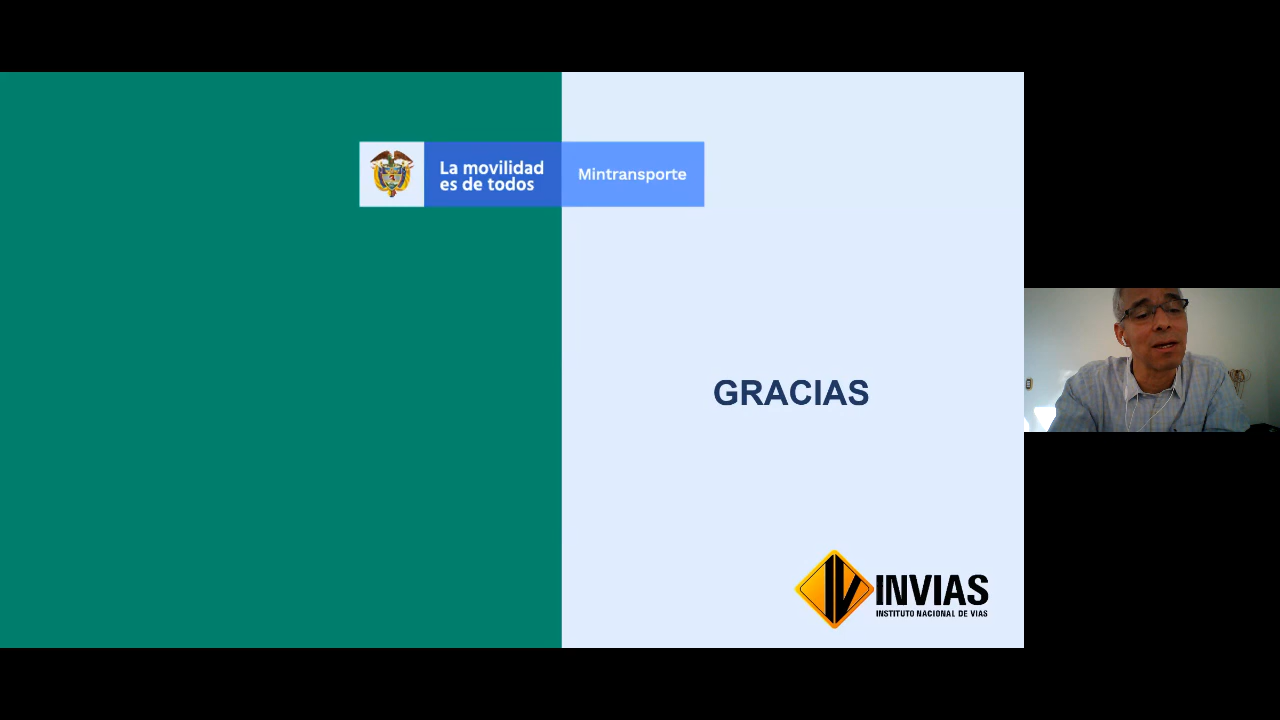 La movilidad
es de todos
Mintransporte
GRACIAS
INVIAS
INSTITUTO NACIONAL DE VIAS